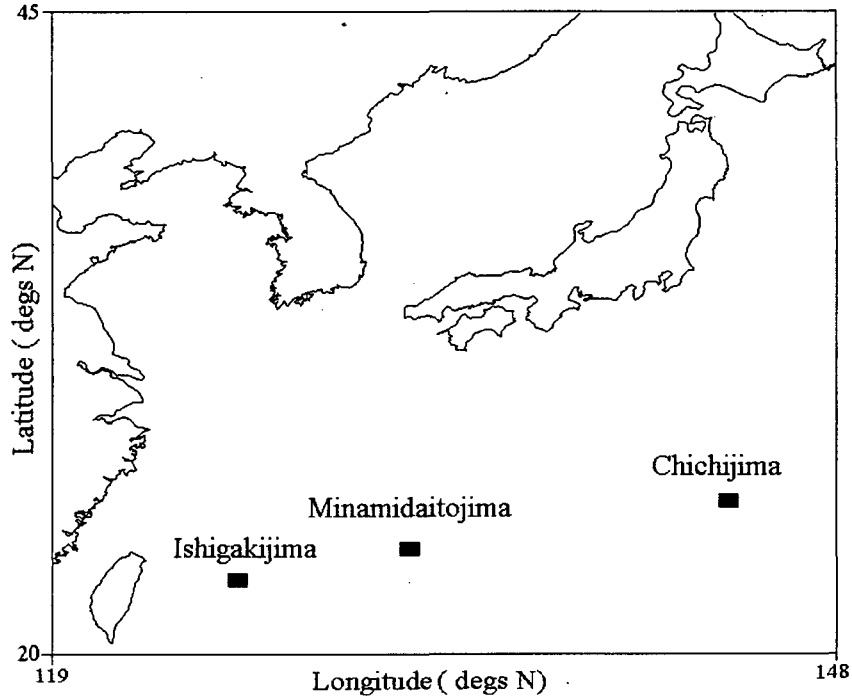 45
Latitude ( degs N)
Chichijima
Minamidaitojima
Ishigakijima
20
119
Longitude ( degs N)
148